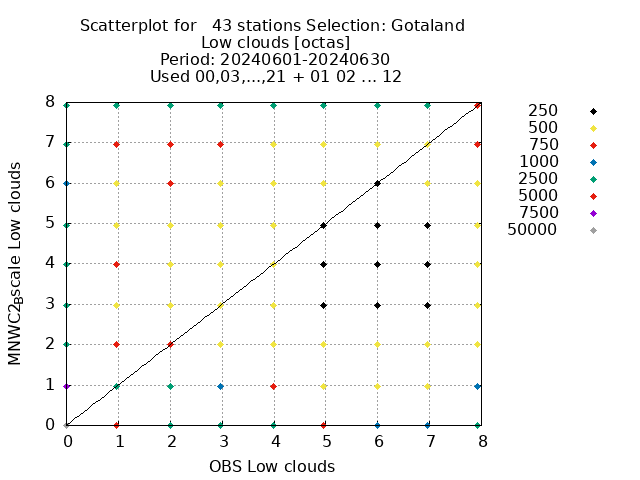 Scatterplot for 43 stations Selection: Gotaland
Low clouds [octas]
Period: 20240601-20240630
Used 00,03,...,21 + 01 02 ... 12
250
500
750
1000
2500
5000
7500
50000
MNWC2Bscale Low clouds
8
7
6
5
4
3
2
1
0
0 1 2 3 4 5 6 7 8
OBS Low clouds